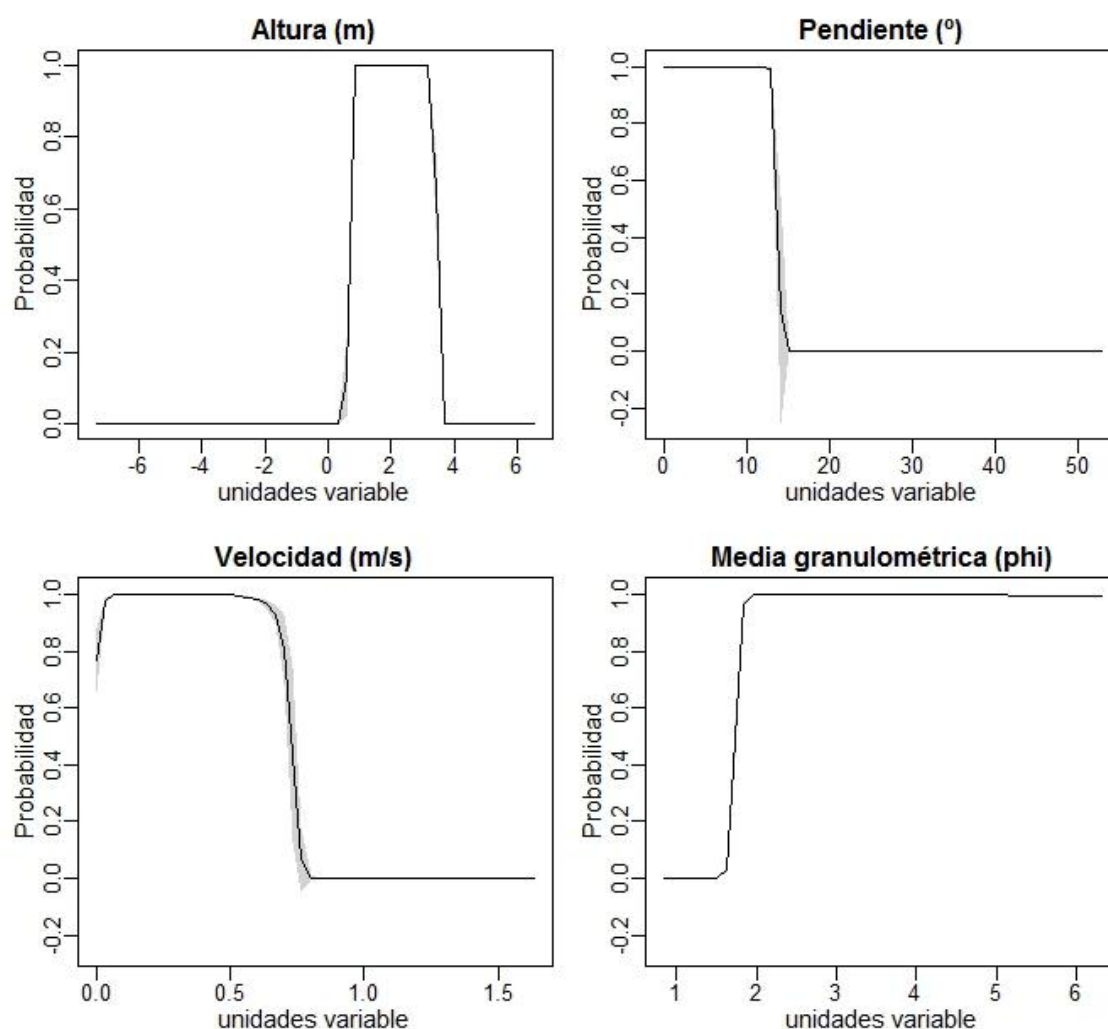 Altura (m)
Probabilidad
0.0 0.2 0.4 0.6 0.8 1.0
-6 -4 -2 0 2 4 6
unidades variable
Pendiente (º)
Probabilidad
-0.2 0.0 0.2 0.4 0.6 0.8 1.0
0 10 20 30 40 50
unidades variable
Velocidad (m/s)
Probabilidad
-0.2 0.0 0.2 0.4 0.6 0.8 1.0
0.0 0.5 1.0 1.5
unidades variable
Media granulométrica (phi)
Probabilidad
-0.2 0.0 0.2 0.4 0.6 0.8 1.0
1 2 3 4 5 6
unidades variable